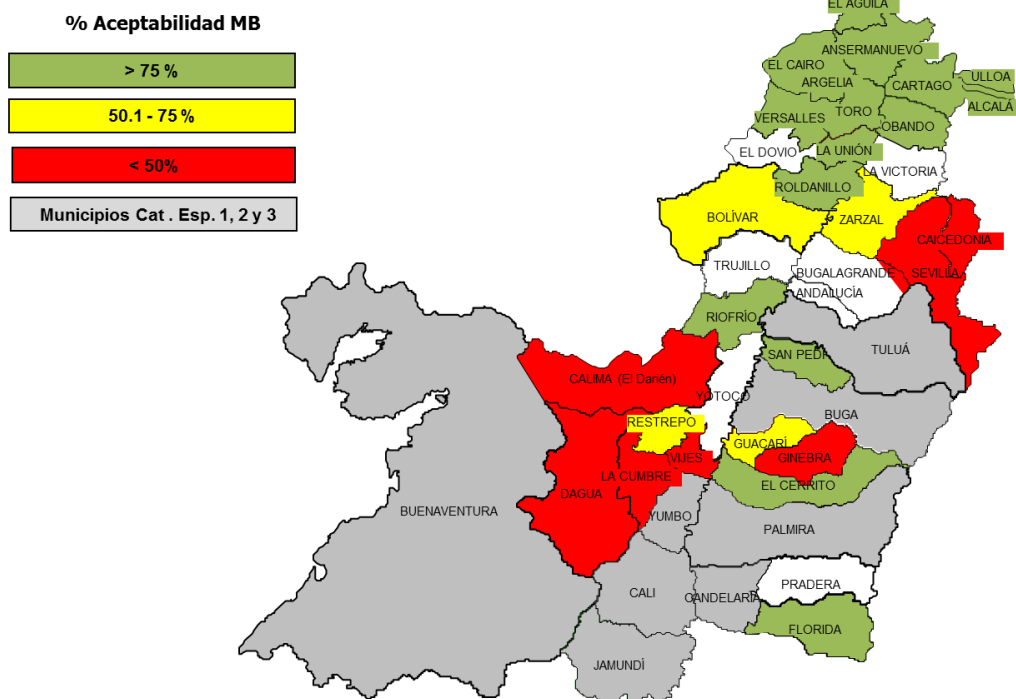 % Aceptabilidad MB
> 75 %
50.1 - 75 %
< 50%
Municipios Cat . Esp. 1, 2 y 3
EL AGUILA
ANSERMANUEVO
EL CAIRO
ARGELIA
CARTAGO
ULLOA
ALCALÁ
VERSALLES
TORO
OBANDO
EL DOVIO
LA UNIÓN
LA VICTORIA
ROLDANILLO
BOLÍVAR
ZARZAL
CAICEDONIA
TRUJILLO
BUGALAGRANDE
SEVILLA
ANDALUCÍA
RIOFRÍO
TULUÁ
SAN PEDR
CALIMA (El Darién)
YOTOCO
BUGA
RESTREPO
GUACARÍ
VIJES
GINEBRA
LA CUMBRE
EL CERRITO
DAGUA
BUENAVENTURA
YUMBO
PALMIRA
PRADERA
CALI
CANDELARIA
FLORIDA
JAMUNDÍ